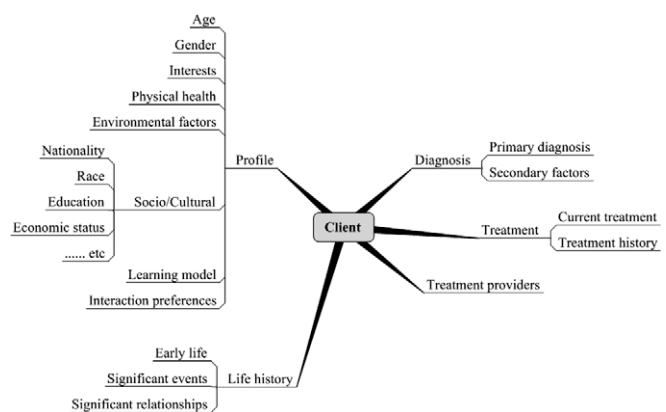 Age
Gender
Interests
Physical health
Environmental factors
Nationality
Race
Education
Economic status
...... etc
Socio/Cultural
Learning model
Interaction preferences
Profile
Early life
Significant events
Significant relationships
Life history
Client
Diagnosis
Primary diagnosis
Secondary factors
Treatment
Current treatment
Treatment history
Treatment providers